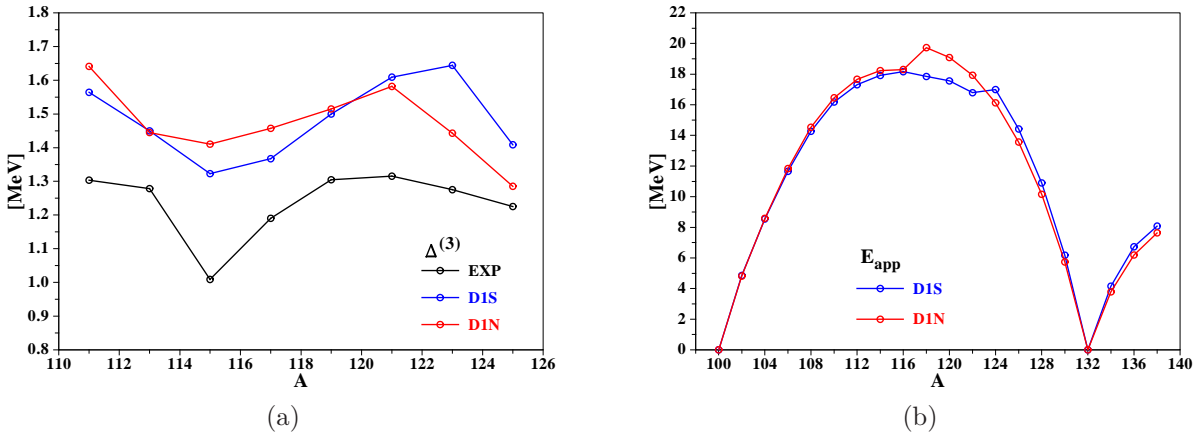 1.8
1.7
1.6
1.5
1.4
1.3
1.2
1.1
1.0
0.9
0.8
[MeV]
110 112 114 116 118 120 122 124 126
A
Δ(3)
EXP
D1S
D1N
(a)
22
20
18
16
14
12
10
8
6
4
2
0
[MeV]
100 104 108 112 116 120 124 128 132 136 140
A
Eapp
D1S
D1N
(b)